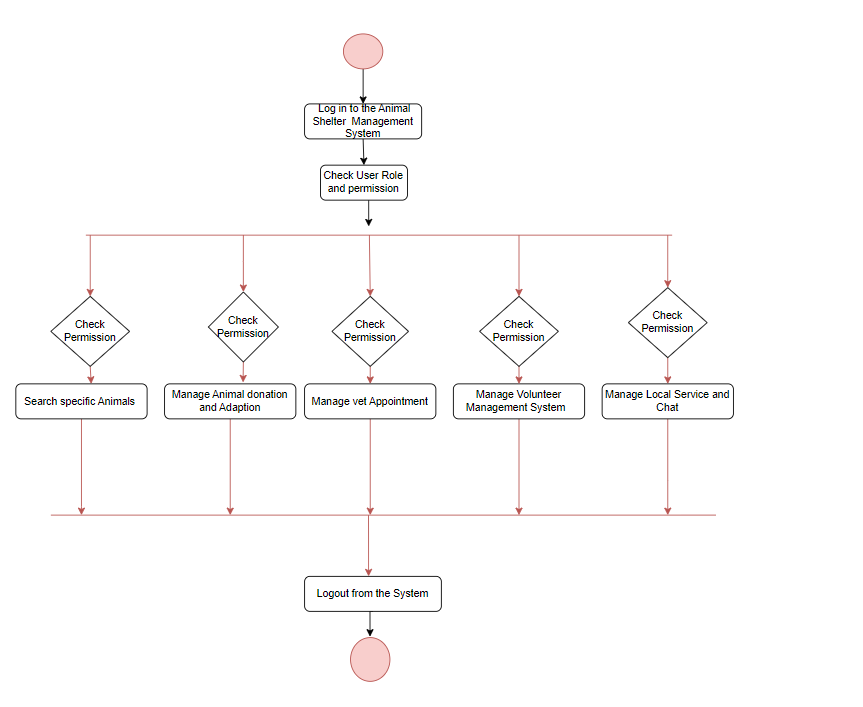 Log in to the Animal
Shelter Management
System
Check User Role
and permission
Check
Permission
Check
Permission
Check
Permission
Check
Permission
Check
Permission
Search specific Animals
Manage Animal donation
and Adaption
Manage vet Appointment
Manage Volunteer
Management System
Manage Local Service and
Chat
Logout from the System